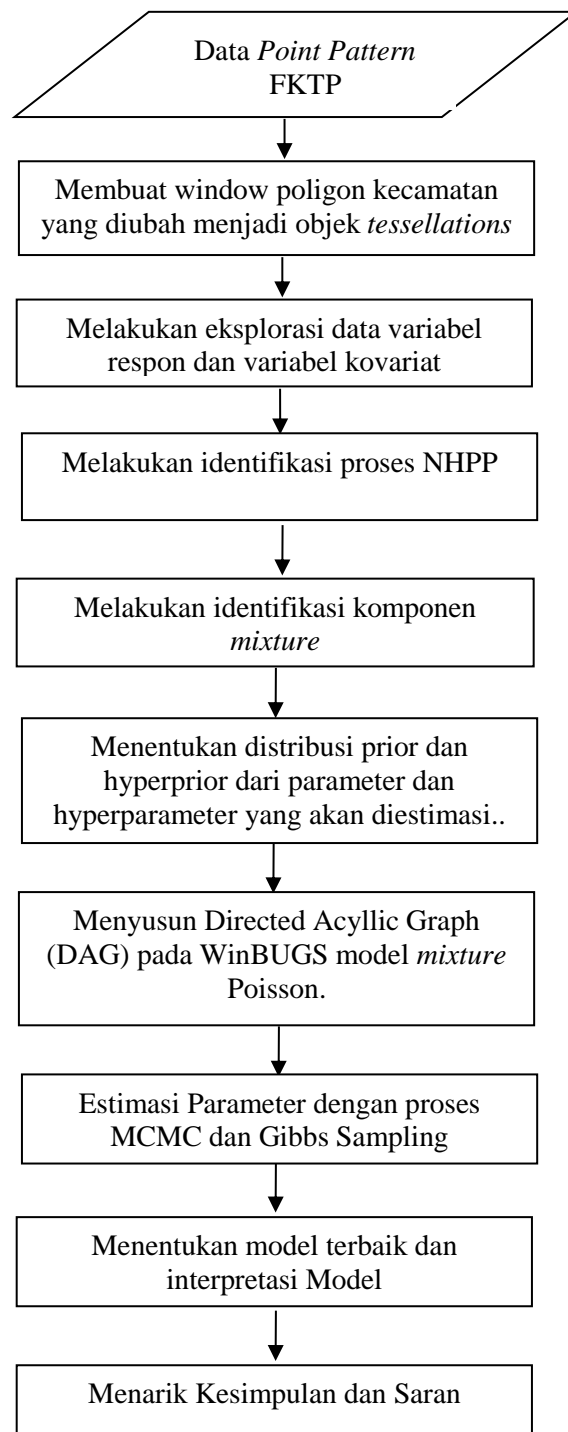 Data Point Pattern
FKTP
Membuat window poligon kecamatan
yang diubah menjadi objek tessellations
Melakukan eksplorasi data variabel
respon dan variabel kovariat
Melakukan identifikasi proses NHPP
Melakukan identifikasi komponen
mixture
Menentukan distribusi prior dan
hyperprior dari parameter dan
hyperparameter yang akan diestimasi..
Menyusun Directed Acyllic Graph
(DAG) pada WinBUGS model mixture
Poisson.
Estimasi Parameter dengan proses
MCMC dan Gibbs Sampling
Menentukan model terbaik dan
interpretasi Model
Menarik Kesimpulan dan Saran